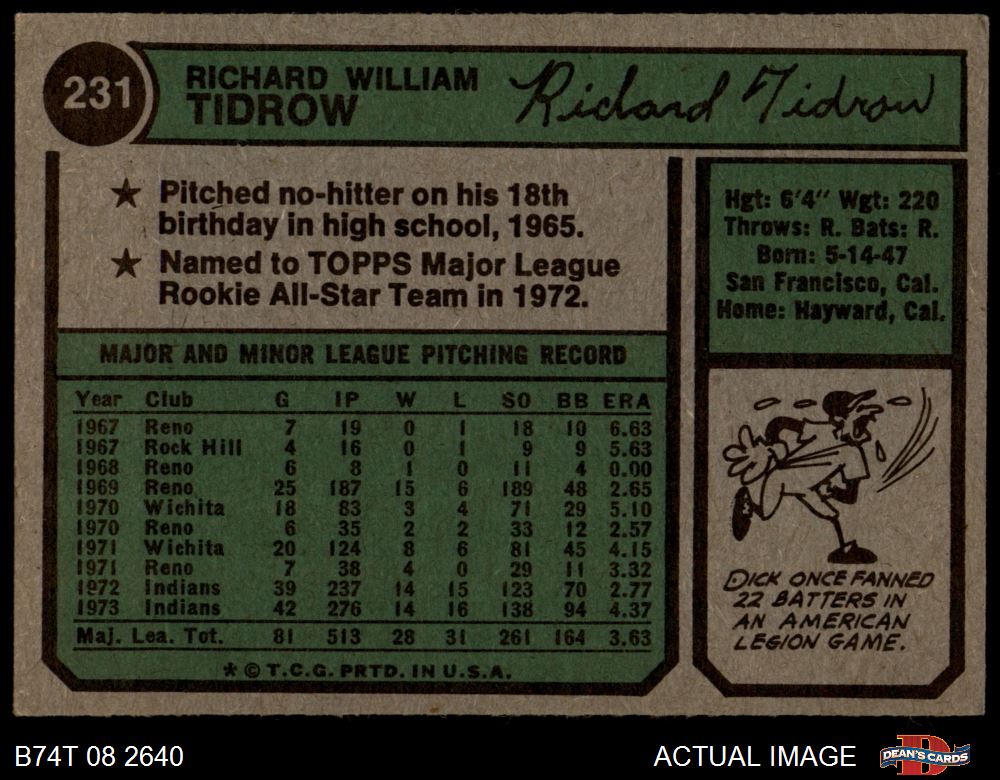 231
RICHARD WILLIAM
TIDROW
Richard Tidrow
★ Pitched no-hitter on his 18th
birthday in high school, 1965.
★ Named to TOPPS Major League
Rookie All-Star Team in 1972.
Hgt: 6'4" Wgt: 220
Throws: R. Bats: R.
Born: 5-14-47
San Francisco, Cal.
Home: Hayward, Cal.
MAJOR AND MINOR LEAGUE PITCHING RECORD
Year Club G IP W L SO BB ERA
1967 Reno 7 19 0 1 18 10 6.63
1967 Rock Hill 4 16 0 1 9 9 5.63
1968 Reno 6 8 1 0 11 4 0.00
1969 Reno 25 187 15 6 189 48 2.65
1970 Wichita 18 83 3 4 71 29 5.10
1970 Reno 6 35 2 2 33 12 2.57
1971 Wichita 20 124 8 6 81 45 4.15
1971 Reno 7 38 4 0 29 11 3.32
1972 Indians 39 237 14 15 123 70 2.77
1973 Indians 42 276 14 16 138 94 4.37
Maj. Lea. Tot. 81 513 28 31 261 164 3.63
* © T.C.G. PRTD. IN U.S.A.
DICK ONCE FANNED
22 BATTERS IN
AN AMERICAN
LEGION GAME.
B74T 08 2640
ACTUAL IMAGE
D
DEAN'S CARDS